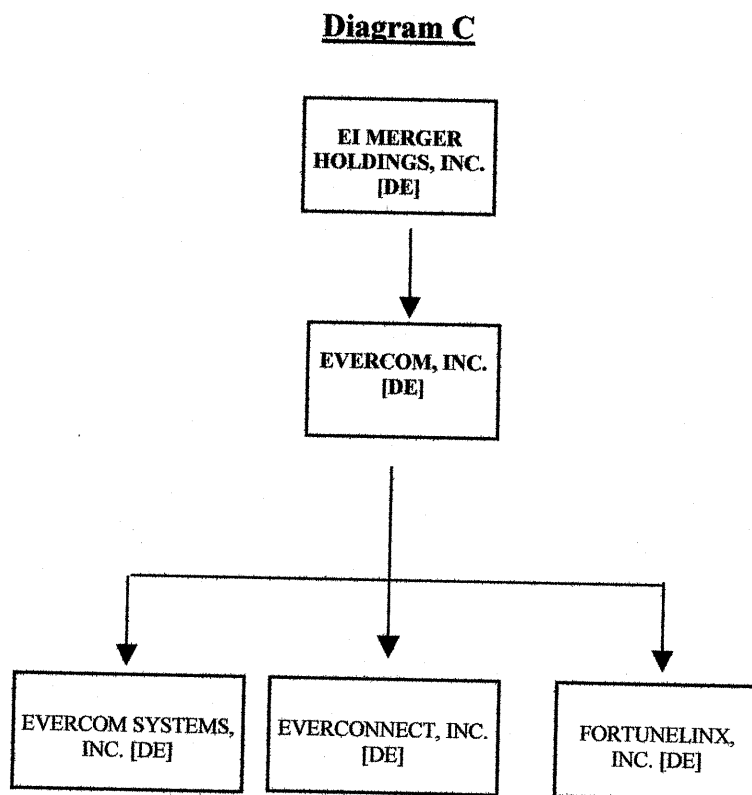 Diagram C
EI MERGER
HOLDINGS, INC.
[DE]
EVERCOM, INC.
[DE]
EVERCOM SYSTEMS,
INC. [DE]
EVERCONNECT, INC.
[DE]
FORTUNELINX,
INC. [DE]